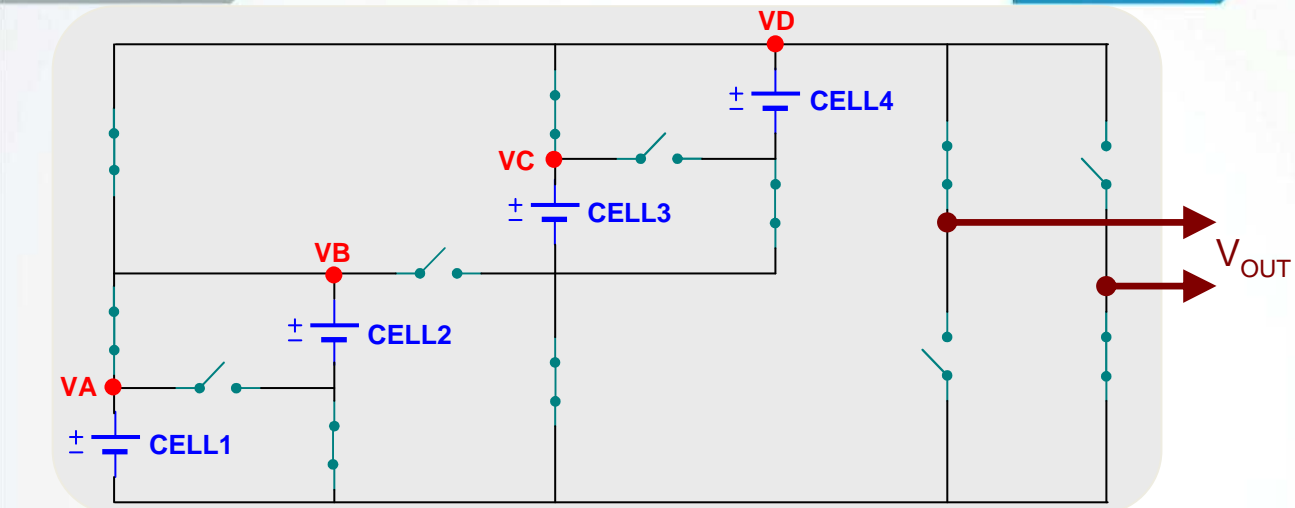 VD
± CELL4
VC
± CELL3
VB
± CELL2
VA
± CELL1
VOUT